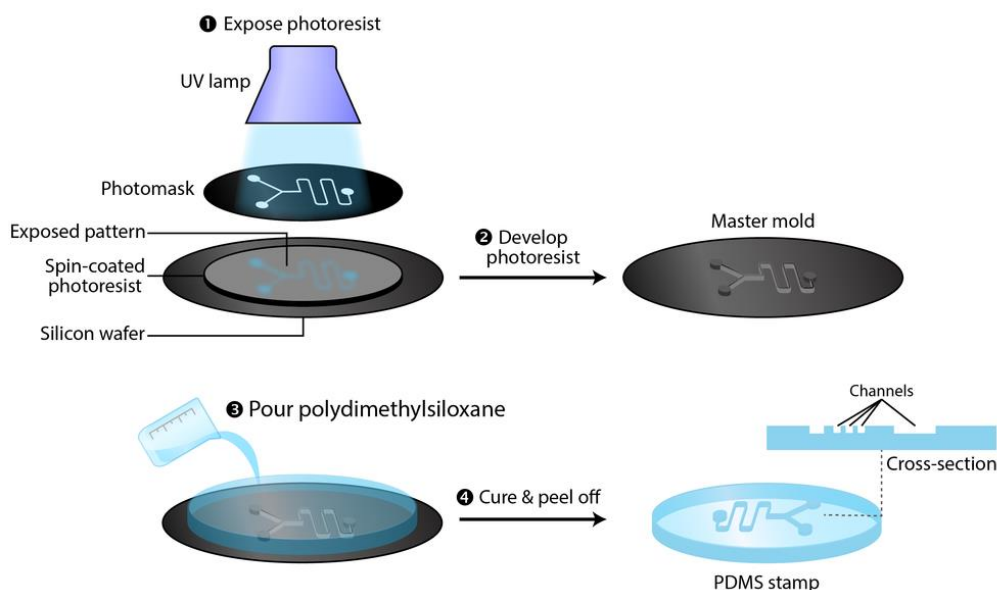 ❶ Expose photoresist
UV lamp
Photomask
Exposed pattern
Spin-coated
photoresist
Silicon wafer
❷ Develop
photoresist
Master mold
❸ Pour polydimethylsiloxane
❹ Cure & peel off
Channels
Cross-section
PDMS stamp